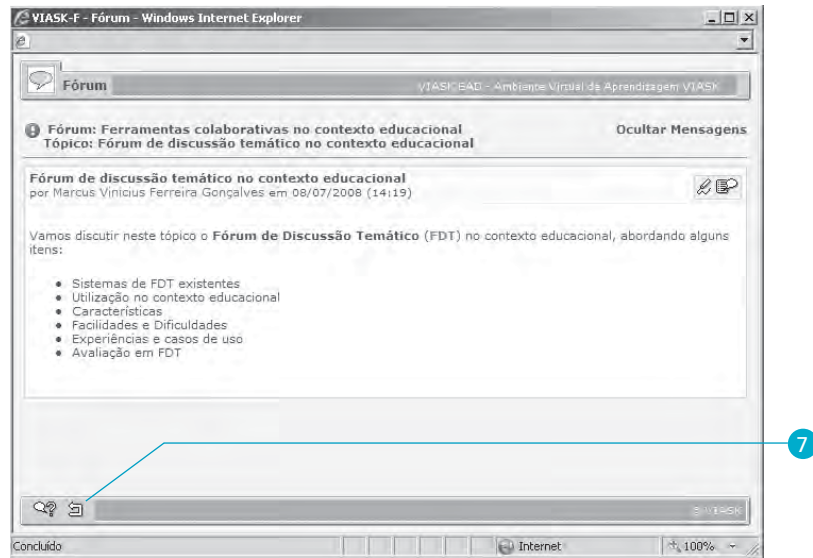 VIASK-F - Fórum - Windows Internet Explorer
Fórum
VIASK EAD - Ambiente Virtual de Aprendizagem VIASK
Fórum: Ferramentas colaborativas no contexto educacional
Ocultar Mensagens
Tópico: Fórum de discussão temático no contexto educacional
Fórum de discussão temático no contexto educacional
por Marcus Vinicius Ferreira Gonçalves em 08/07/2008 (14:19)
Vamos discutir neste tópico o Fórum de Discussão Temático (FDT) no contexto educacional, abordando alguns
itens:
• Sistemas de FDT existentes
• Utilização no contexto educacional
• Características
• Facilidades e Dificuldades
• Experiências e casos de uso
• Avaliação em FDT
7
Concluído
Internet
100%